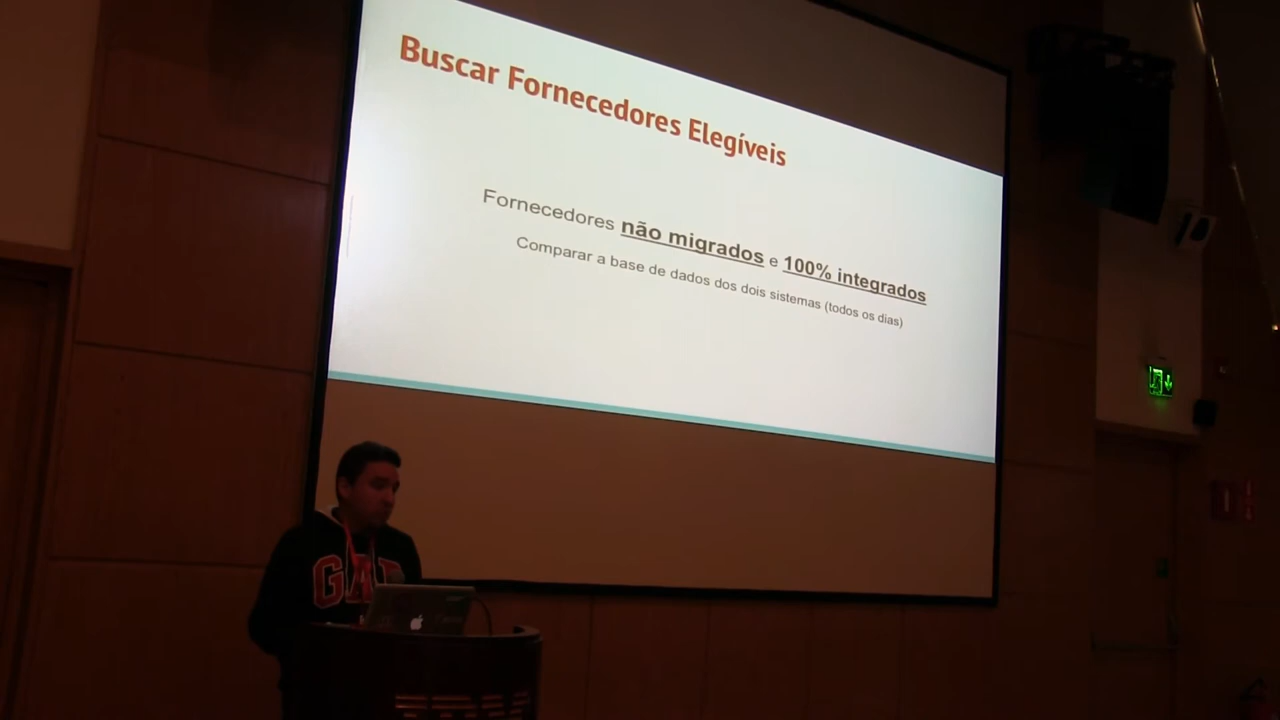 Buscar Fornecedores Elegíveis
Fornecedores não migrados e 100% integrados
Comparar a base de dados dos dois sistemas (todos os dias)
GAP